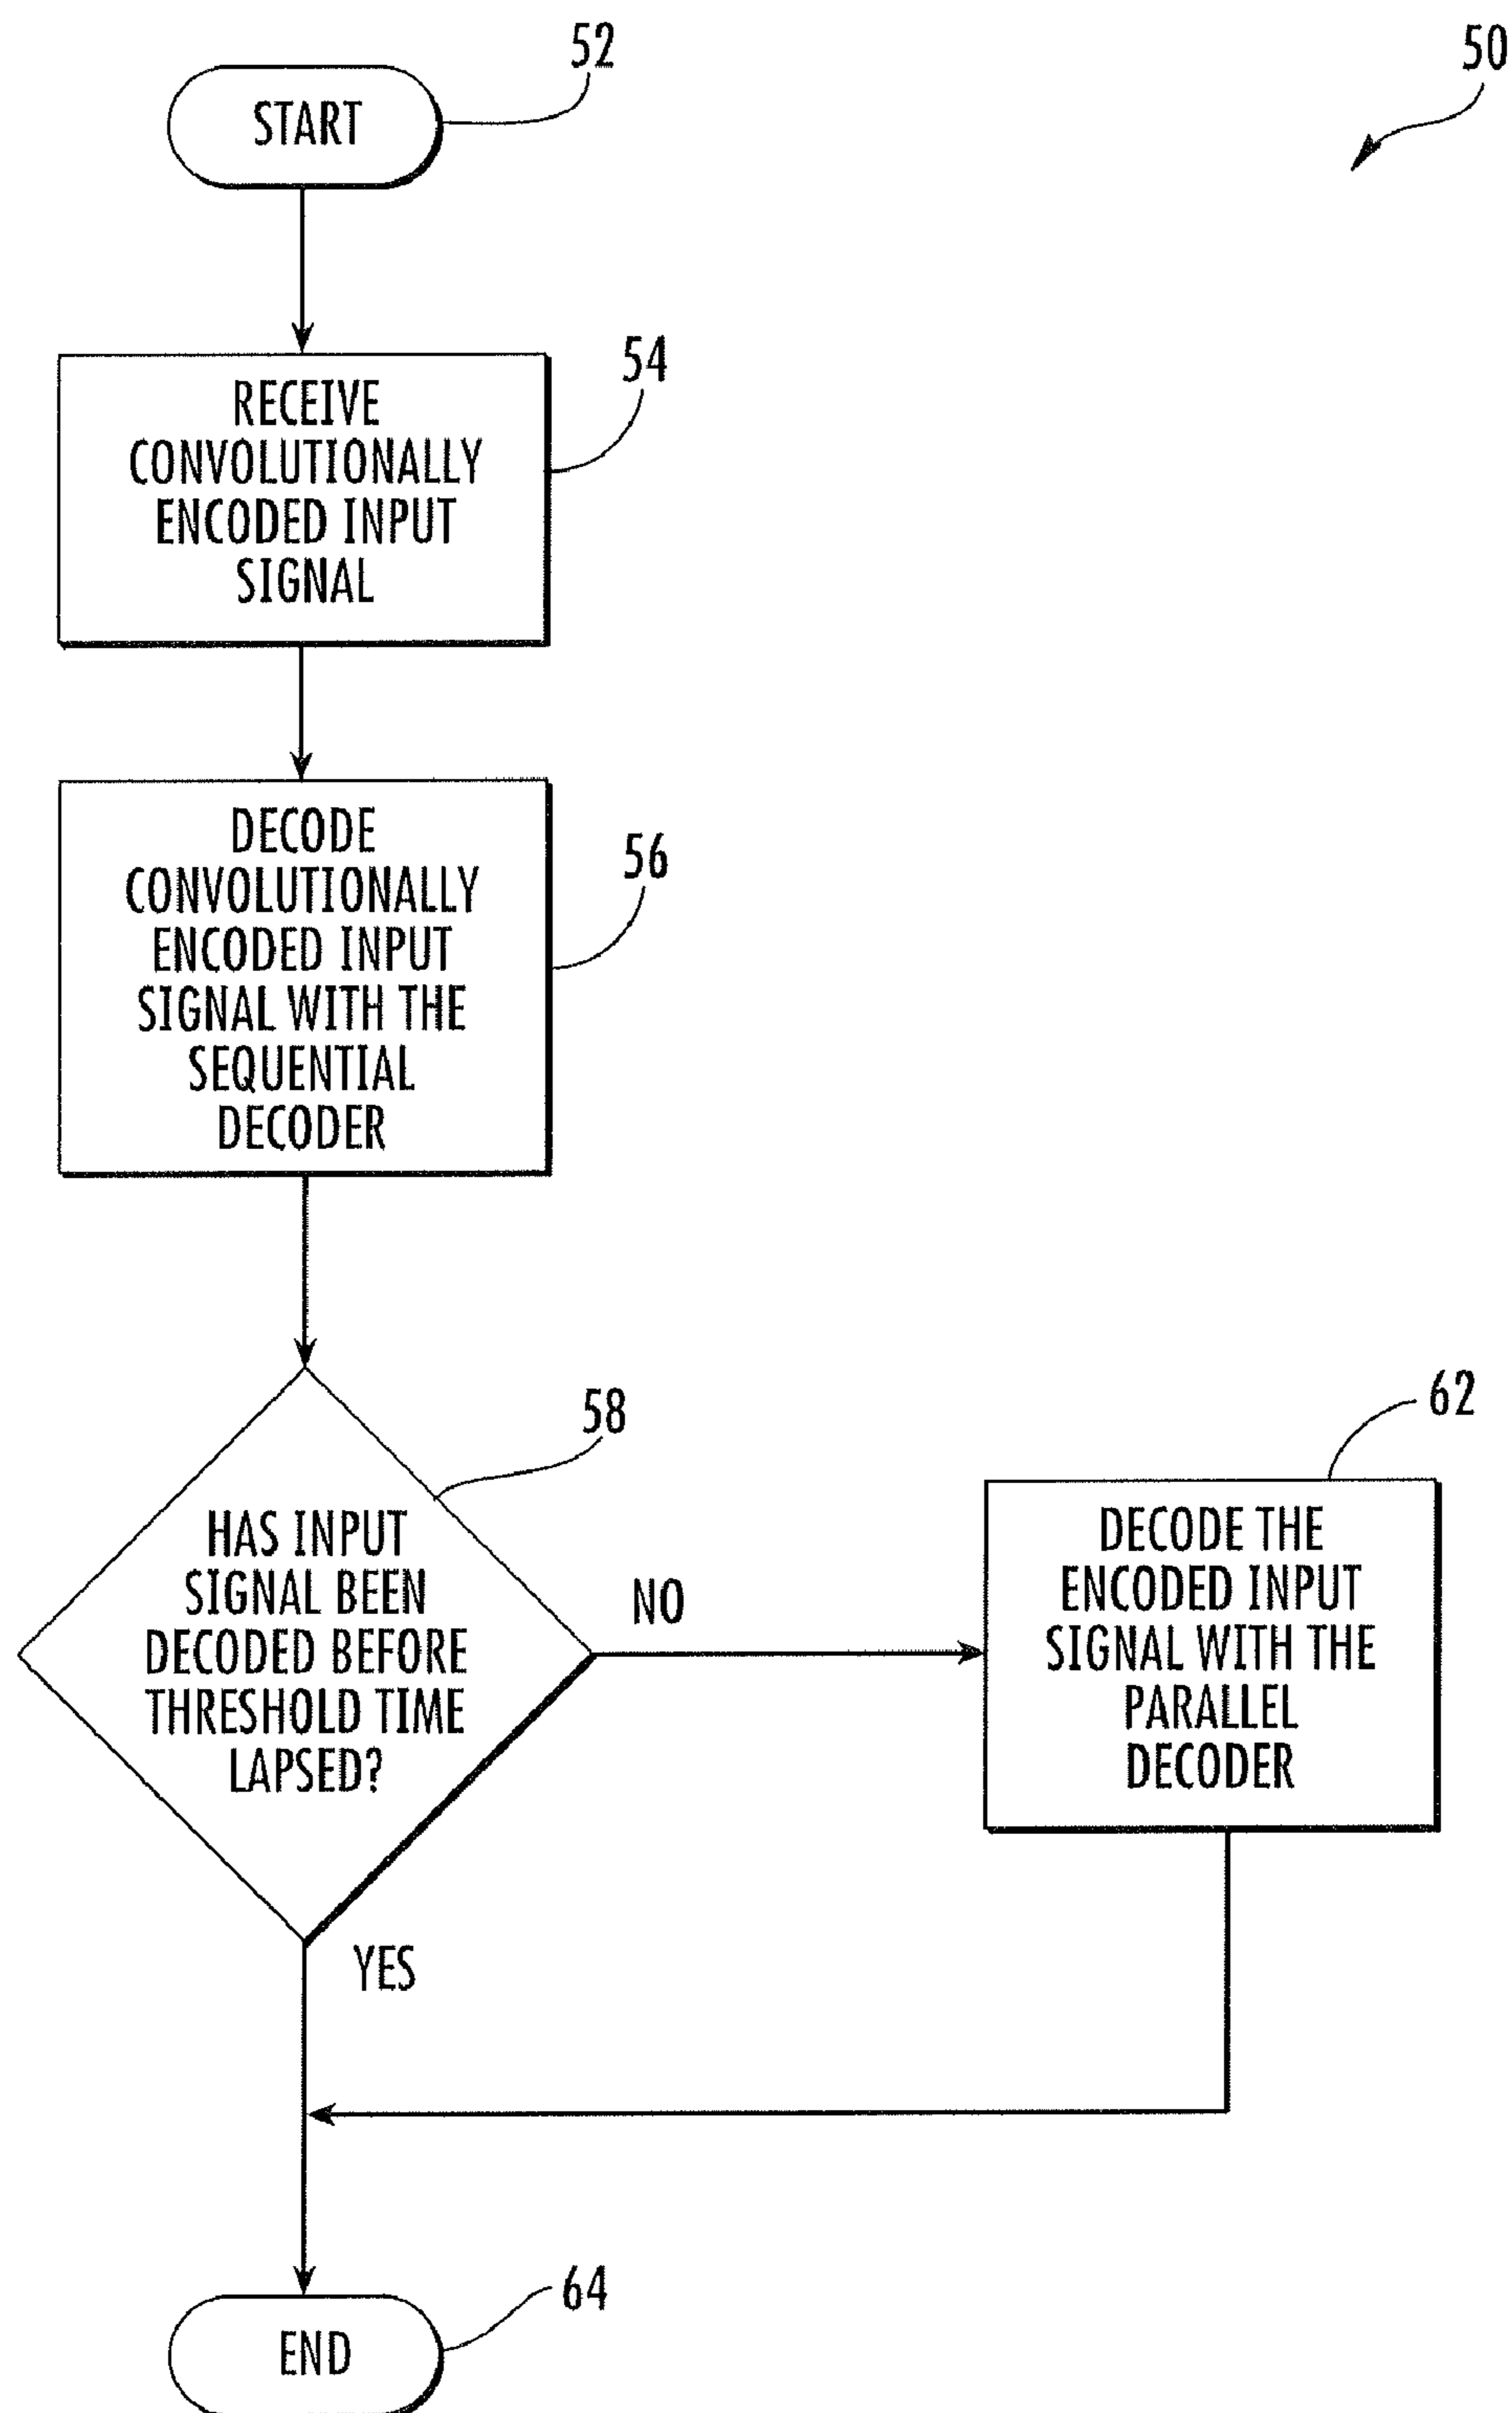 52
50
START
54
RECEIVE
CONVOLUTIONALLY
ENCODED INPUT
SIGNAL
56
DECODE
CONVOLUTIONALLY
ENCODED INPUT
SIGNAL WITH THE
SEQUENTIAL
DECODER
58
HAS INPUT
SIGNAL BEEN
DECODED BEFORE
THRESHOLD TIME
LAPSED?
NO
62
DECODE THE
ENCODED INPUT
SIGNAL WITH THE
PARALLEL
DECODER
YES
64
END